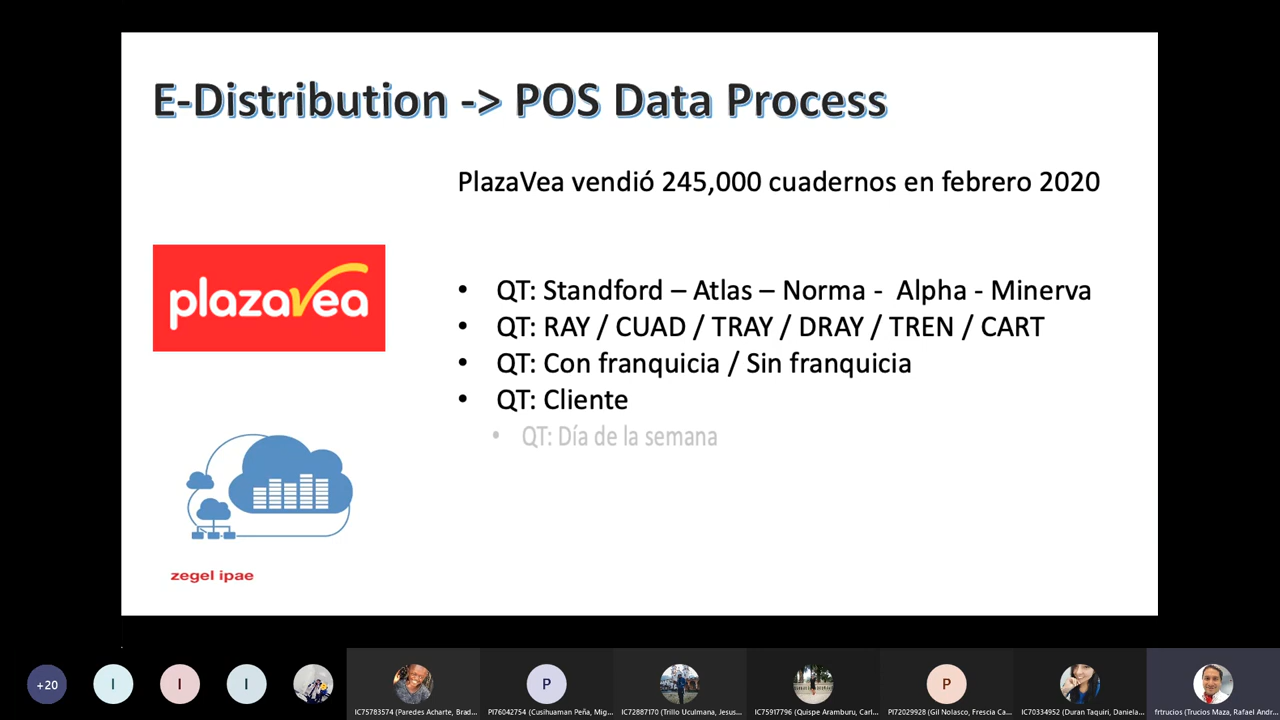 E-Distribution -> POS Data Process
PlazaVea vendió 245,000 cuadernos en febrero 2020
plazavea
• QT: Standford – Atlas – Norma - Alpha - Minerva
• QT: RAY / CUAD / TRAY / DRAY / TREN / CART
• QT: Con franquicia / Sin franquicia
• QT: Cliente
• QT: Día de la semana
zegel ipae
+20
I
I
I
P
P
IC75783574 (Paredes Acharte, Brad...
PI76042754 (Cusihuaman Peña, Mig...
IC72887170 (Trillo Uculmana, Jesus...
IC75917796 (Quispe Aramburu, Carl...
PI72029928 (Gil Nolasco, Frescia Ca...
IC70334952 (Duran Taquiri, Daniela...
frtrucios (Trucios Maza, Rafael Andr...